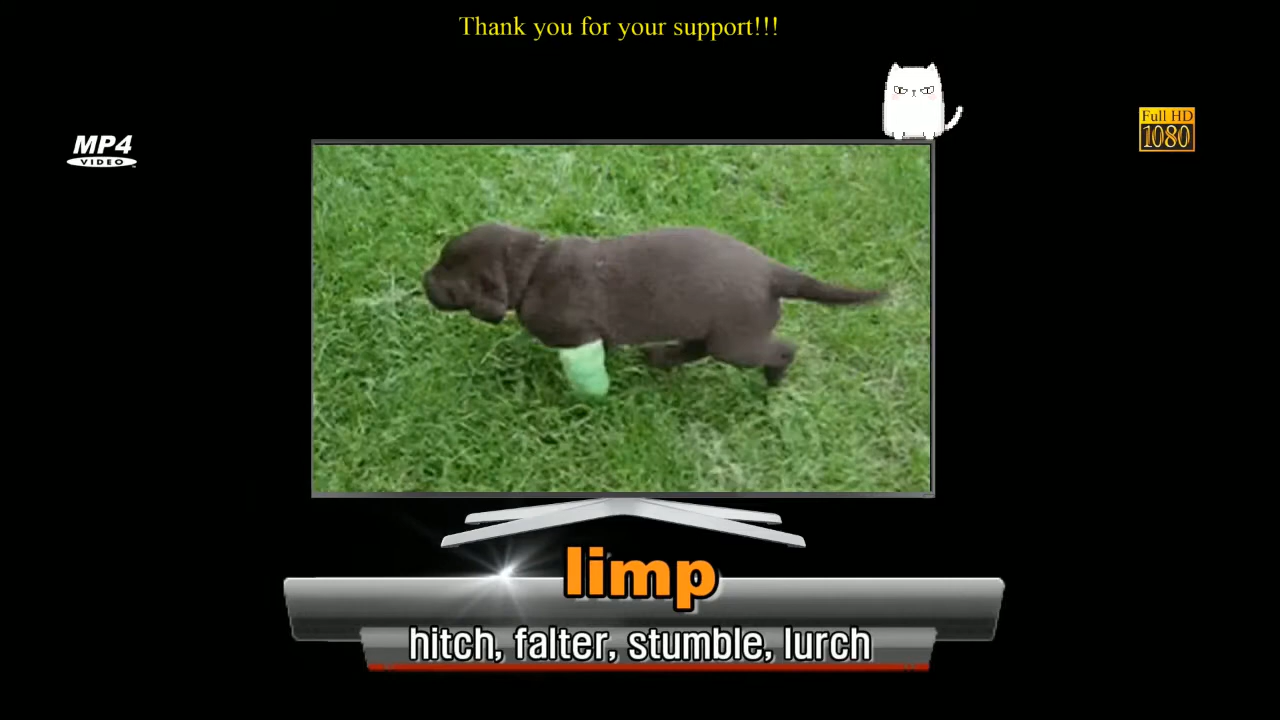 Thank you for your support!!!
Full HD
1080
MP4
VIDEO
limp
hitch, falter, stumble, lurch